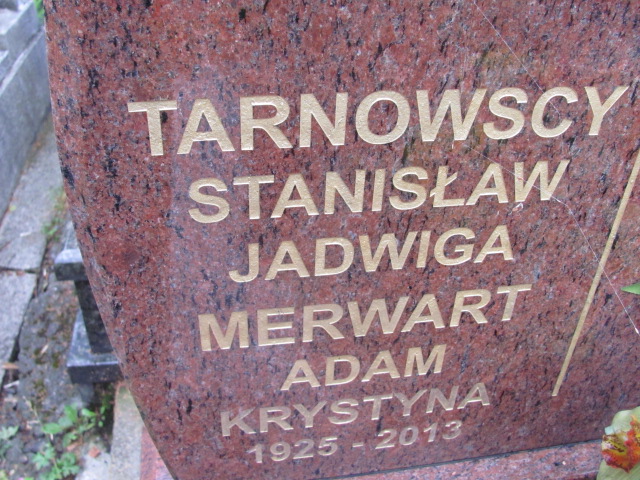 TARNOWSCY
STANISŁAW
JADWIGA
MERWART
ADAM
KRYSTYNA
1925 - 2013